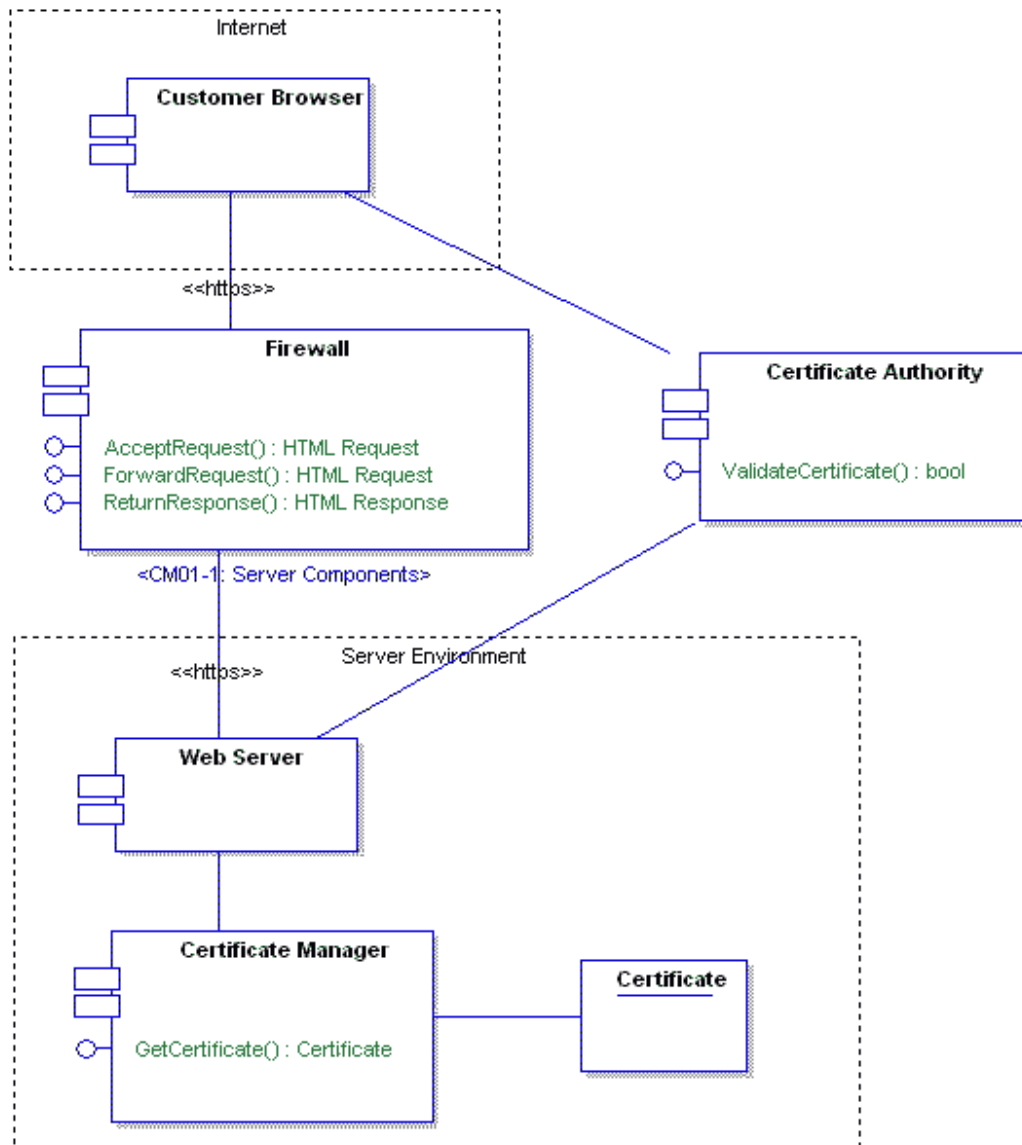 Internet
Customer Browser
<<https>>
Firewall
AcceptRequest() : HTML Request
ForwardRequest() : HTML Request
ReturnResponse() : HTML Response
Certificate Authority
ValidateCertificate() : bool
<CM01-1: Server Components>
Server Environment
<<https>>
Web Server
Certificate Manager
GetCertificate() : Certificate
Certificate